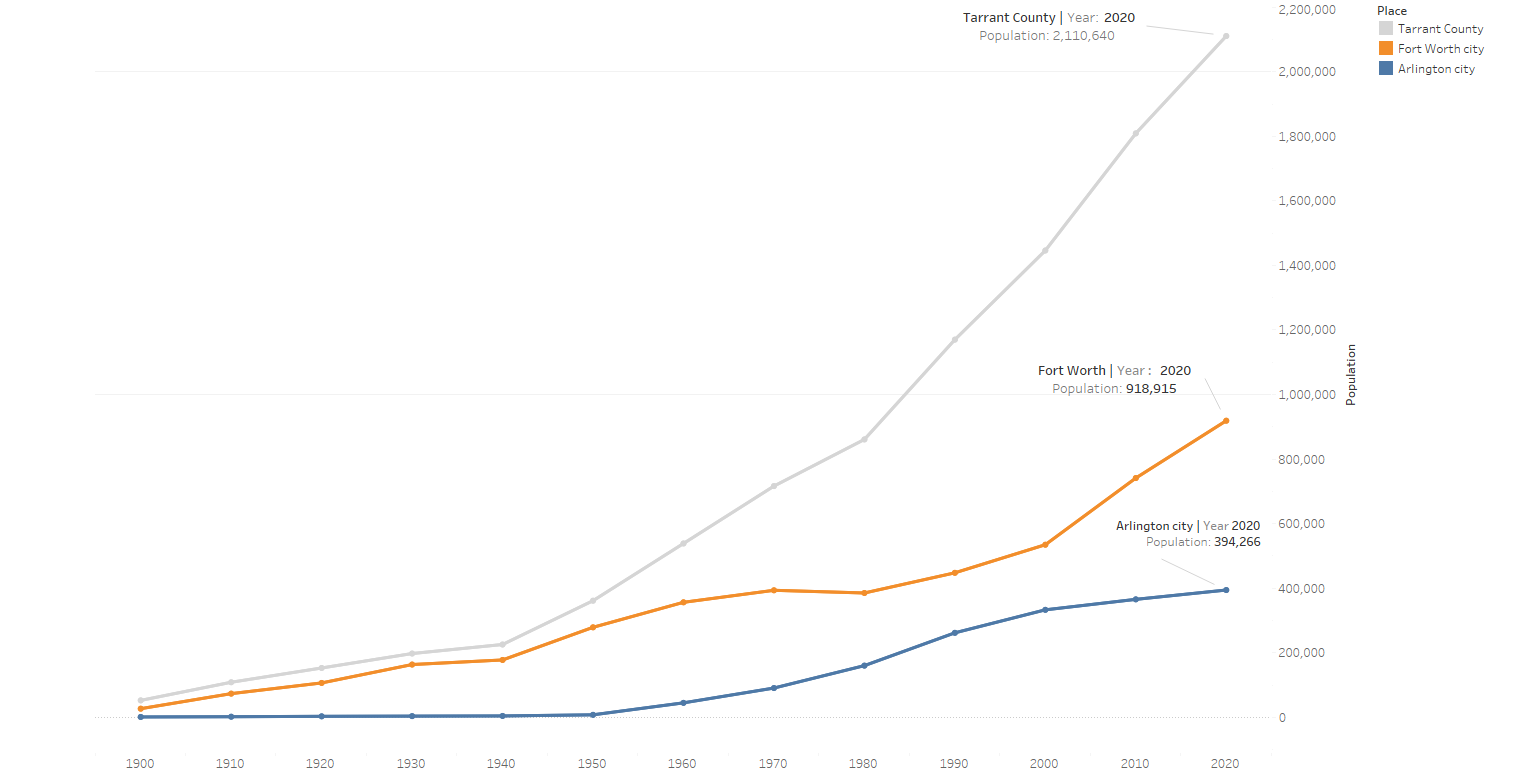 Tarrant County | Year: 2020
Population: 2,110,640
Fort Worth | Year : 2020
Population: 918,915
Arlington city | Year 2020
Population: 394,266
2,200,000
2,000,000
1,800,000
1,600,000
1,400,000
1,200,000
1,000,000
800,000
600,000
400,000
200,000
0
Population
Place
Tarrant County
Fort Worth city
Arlington city
1900 1910 1920 1930 1940 1950 1960 1970 1980 1990 2000 2010 2020